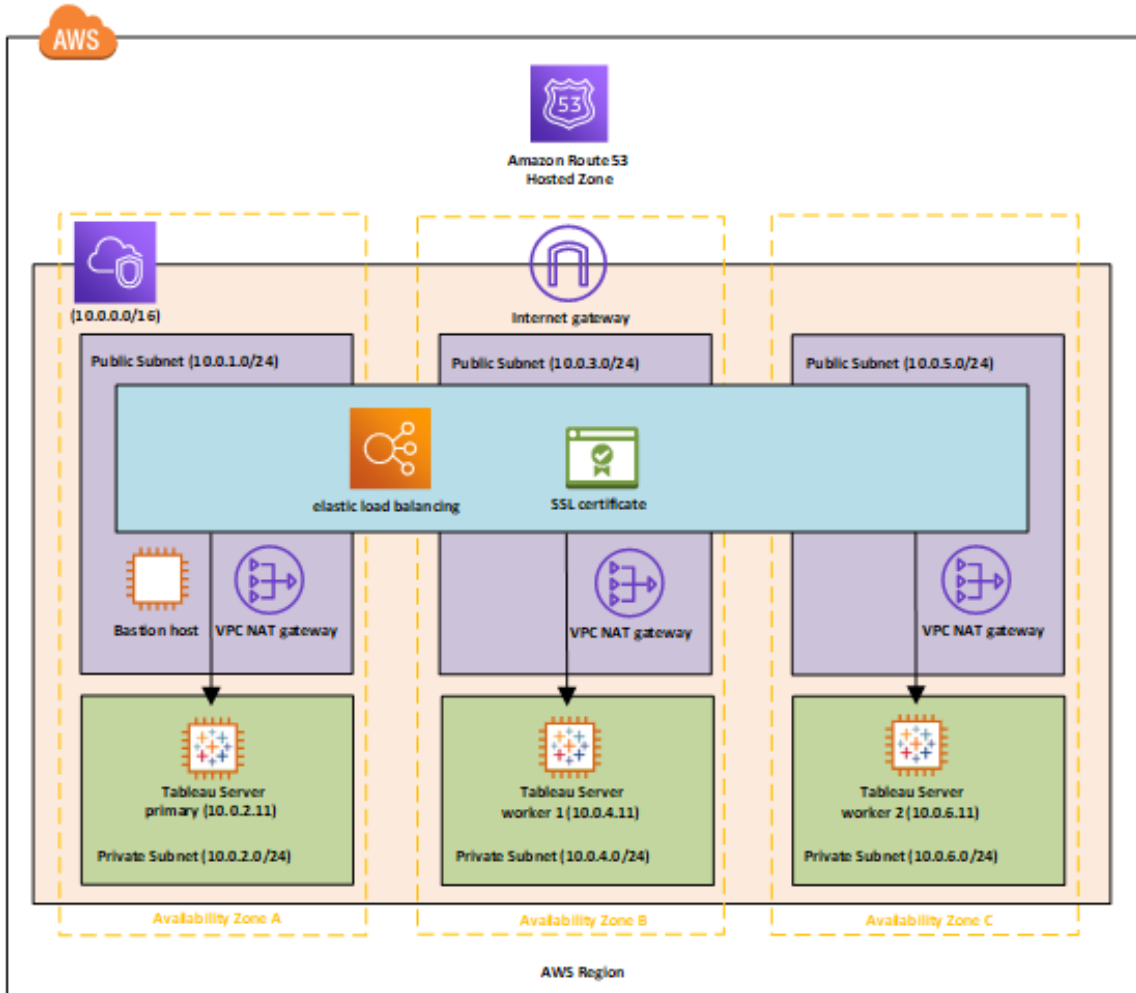 AWS
53
Amazon Route 53
Hosted Zone
(10.0.0.0/16)
Internet gateway
Public Subnet (10.0.1.0/24)
Public Subnet (10.0.3.0/24)
Public Subnet (10.0.5.0/24)
elastic load balancing
SSL certificate
Bastion host
VPC NAT gateway
VPC NAT gateway
VPC NAT gateway
Tableau Server
primary (10.0.2.11)
Tableau Server
worker 1 (10.0.4.11)
Tableau Server
worker 2 (10.0.6.11)
Private Subnet (10.0.2.0/24)
Private Subnet (10.0.4.0/24)
Private Subnet (10.0.6.0/24)
Availability Zone A
Availability Zone B
Availability Zone C
AWS Region